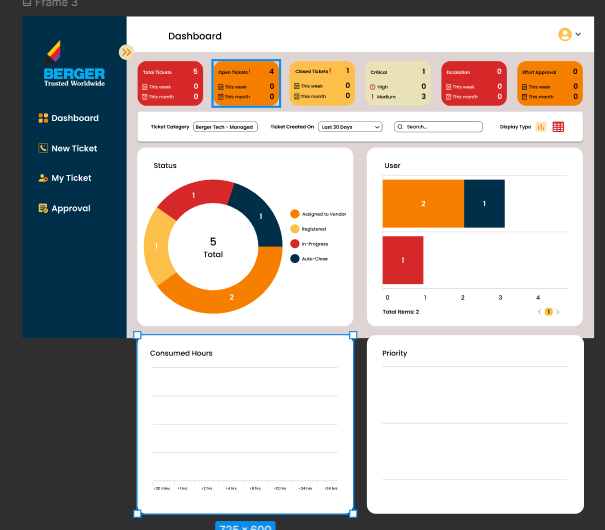 Frame 3
Dashboard
BERGER
Trusted Worldwide
Dashboard
New Ticket
My Ticket
Approval
Total Tickets 5
This week 0
This month 0
Open Tickets! 4
This week 0
This month 0
Closed Tickets! 1
This week 0
This month 0
Critical 1
High 0
Medium 3
Escalation 0
This week 0
This month 0
Effort Approval 0
This week 0
This month 0
Ticket Category Berger Tech - Managed Ticket Created On Last 30 Days Search... Display Type
Status
1
1
1
2
5
Total
Assigned to Vendor
Registered
In-Progress
Auto-Close
User
2 1
1
0 1 2 3 4
Total Items: 2 < 1 >
Consumed Hours
<30 mins <1 hrs <2 hrs <4 hrs <8 hrs <12 hrs <24 hrs >24 hrs
Priority
725 × 600